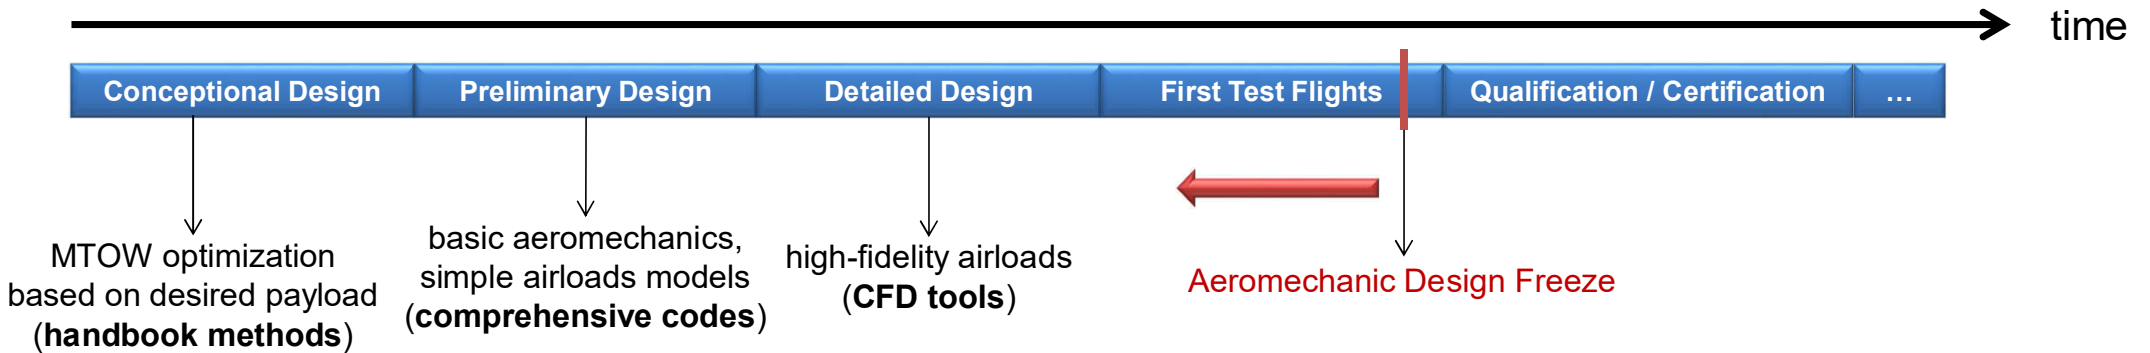 time
Conceptional Design
Preliminary Design
Detailed Design
First Test Flights
Qualification / Certification
...
MTOW optimization
based on desired payload
(handbook methods)
basic aeromechanics,
simple airloads models
(comprehensive codes)
high-fidelity airloads
(CFD tools)
Aeromechanic Design Freeze